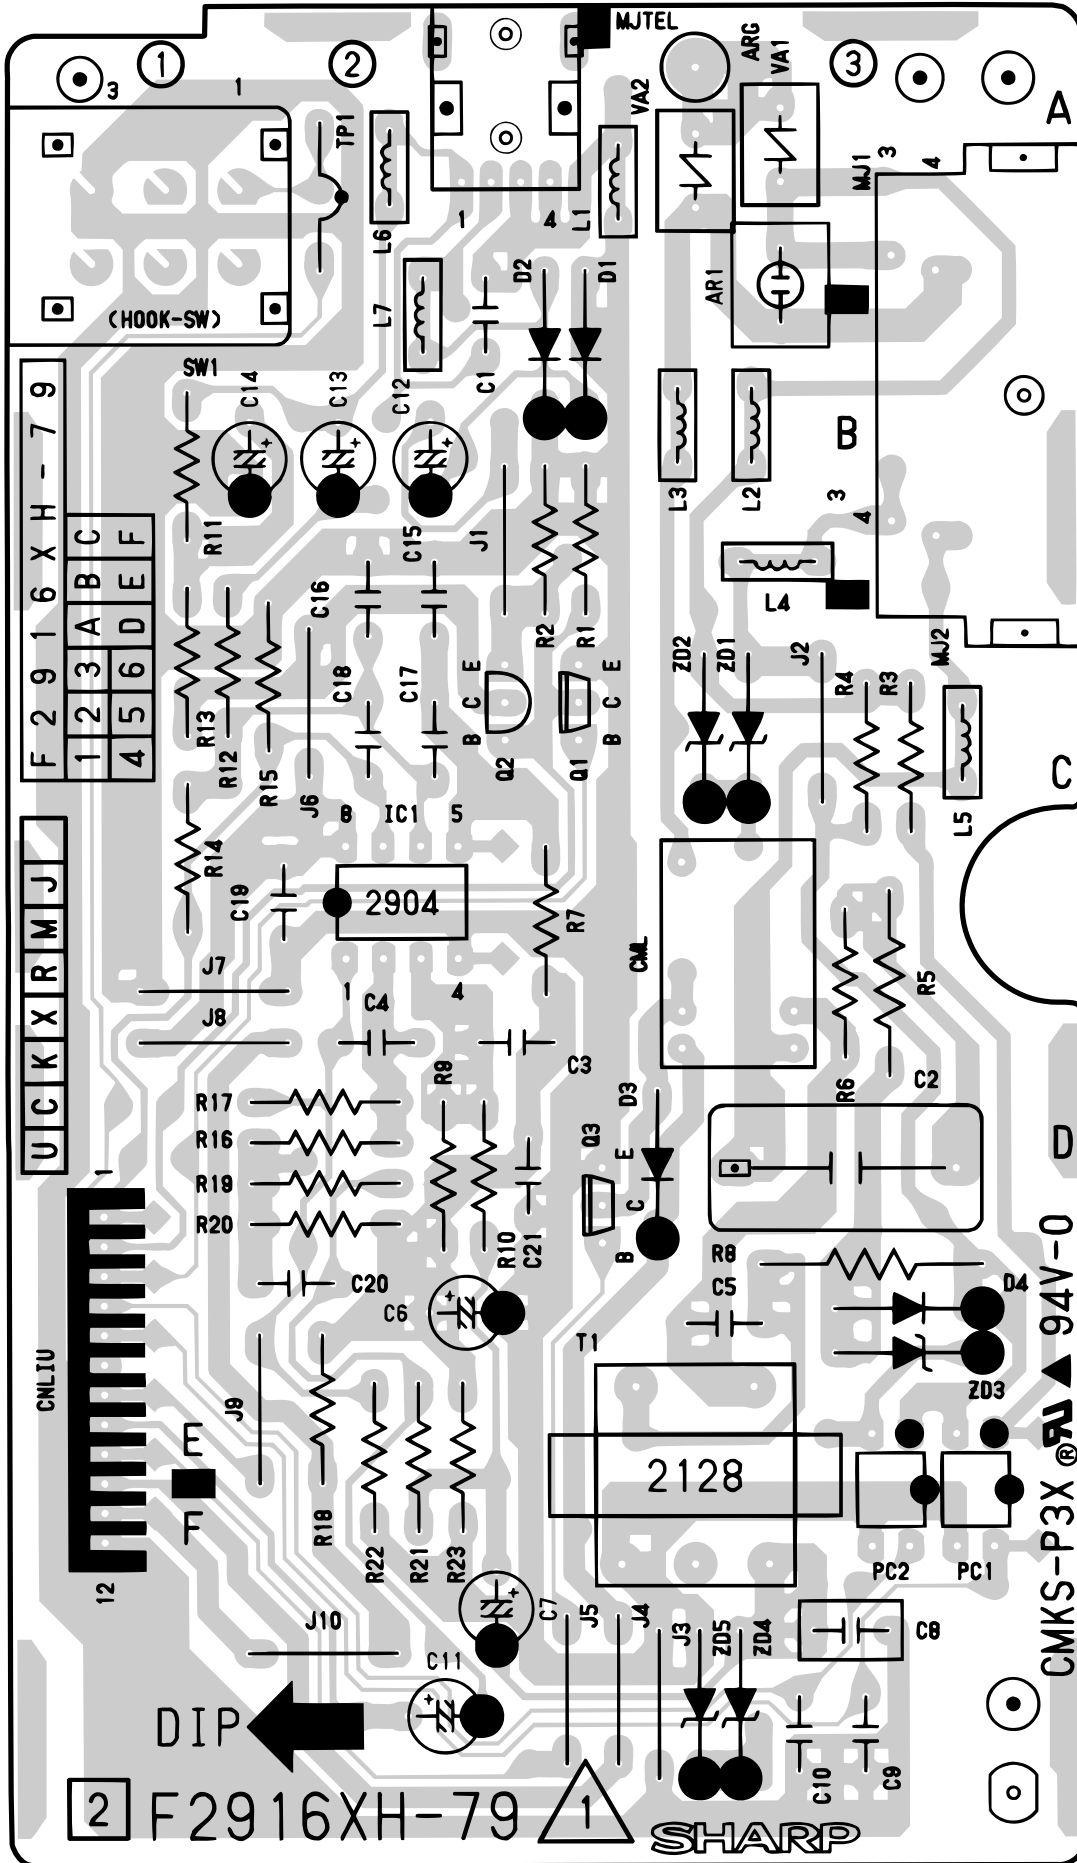 MJTEL
ARG
VA1
VA2
1
2
3
3
1
A
TP1
MJ1
3
4
L6
1
4
L1
D2
D1
AR1
L7
(HOOK-SW)
SW1
C14
C13
C12
C1
B
L3
L2
3
4
R11
C15
J1
C16
L4
R2
R1
ZD2
ZD1
J2
MJ2
F2916XH-79
1 2 3 A B C
4 5 6 D E F
C18
C17
E
C
B
E
C
B
R4
R3
R13
R12
R15
J6
Q2
Q1
C
L5
8
IC1
5
R14
C19
2904
R7
CML
R5
J7
1
C4
4
J8
C3
R9
R6
C2
UCKXRMJ
R17
R16
R19
R20
D3
Q3
E
C
B
D
1
R10
C21
R8
C20
C5
D4
C6
T1
ZD3
CNLIU
J9
E
F
2128
R18
R22
R21
R23
PC2
PC1
12
C7
J5
J4
J3
ZD5
ZD4
C8
J10
C11
DIP
C10
C9
CMKS-P3X ® 94V-0
2
F2916XH-79
1
SHARP